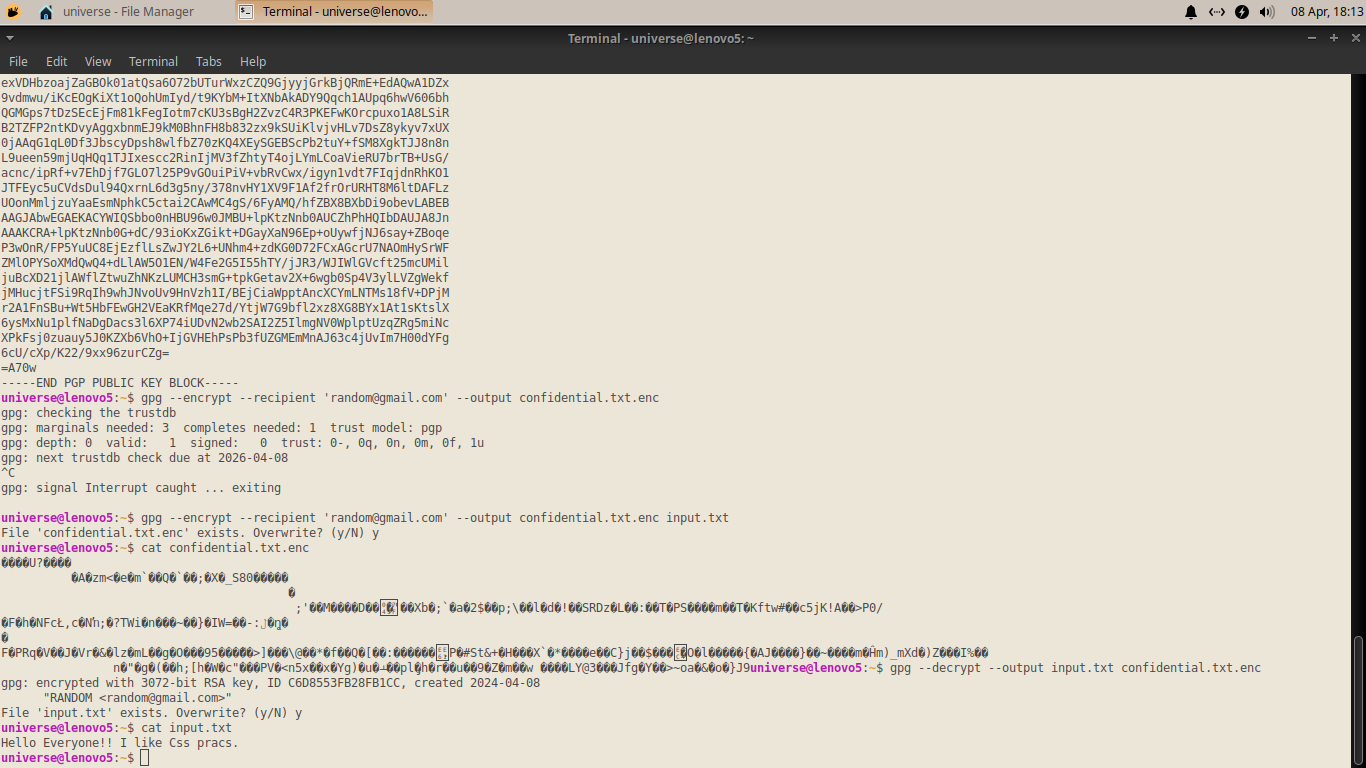 universe - File Manager
Terminal - universe@lenovo...
08 Apr, 18:13
Terminal - universe@lenovo5: ~
File Edit View Terminal Tabs Help
exVDHbzoajZaGBOk01atQsa6O72bUTurWxzCZQ9GjyyjGrkBjQRmE+EdAQwA1DZx
9vdmwu/iKcEOgKiXt1oQohUmIyd/t9KYbM+ItXNbAkADY9Qqch1AUpq6hwV606bh
QGMGps7tDzSEcEjFm81kFegIotm7cKU3sBgH2ZvzC4R3PKEFwKOrcpuxo1A8LSiR
B2TZFP2ntKDvyAggxbnmEJ9kM0BhnFH8b832zx9kSUiKlvjvHLv7DsZ8ykyv7xUX
0jAAqG1qL0Df3JbscyDpsh8wlfbZ70zKQ4XEySGEBScPb2tuY+fSM8XgkTJJ8n8n
L9ueen59mjUqHQq1TJIxescc2RinIjMV3fZhtyT4ojLYmLCoaVieRU7brTB+UsG/
acnc/ipRf+v7EhDjf7GLO7l25P9vGOuiPiV+vbRvCwx/igyn1vdt7FIqjdnRhKO1
JTFEyc5uCVdsDul94QxrnL6d3g5ny/378nvHY1XV9F1Af2frOrURHT8M6ltDAFLz
UOonMmljzuYaaEsmNphkC5ctai2CAwMC4gS/6FyAMQ/hfZBX8BXbDi9obevLABEB
AAGJAbwEGAEKACYWIQSbbo0nHBU96w0JMBU+lpKtzNnb0AUCZhPhHQIbDAUJA8Jn
AAAKCRA+lpKtzNnb0G+dC/93ioKxZGikt+DGayXaN96Ep+oUywfjNJ6say+ZBoqe
P3wOnR/FP5YuUC8EjEzflLsZwJY2L6+UNhm4+zdKG0D72FCxAGcrU7NAOmHySrWF
ZMlOPYSoXMdQwQ4+dLlAW5O1EN/W4Fe2G5I55hTY/jJR3/WJIWlGVcft25mcUMil
juBcXD21jlAWflZtwuZhNKzLUMCH3smG+tpkGetav2X+6wgb0Sp4V3ylLVZgWekf
jMHucjtFSi9RqIh9whJNvoUv9HnVzh1I/BEjCiaWpptAncXCYmLNTMs18fV+DPjM
r2A1FnSBu+Wt5HbFEwGH2VEaKRfMqe27d/YtjW7G9bfl2xz8XG8BYx1At1sKtslX
6ysMxNu1plfNaDgDacs3l6XP74iUDvN2wb2SAI2Z5IlmgNV0WplptUzqZRg5miNc
XPkFsj0zuauy5J0KZXb6VhO+IjGVHEhPsPb3fUZGMEmMnAJ63c4jUvIm7H00dYFg
6cU/cXp/K22/9xx96zurCZg=
=A70w
-----END PGP PUBLIC KEY BLOCK-----
universe@lenovo5:~$ gpg --encrypt --recipient 'random@gmail.com' --output confidential.txt.enc
gpg: checking the trustdb
gpg: marginals needed: 3  completes needed: 1  trust model: pgp
gpg: depth: 0  valid:   1  signed:   0  trust: 0-, 0q, 0n, 0m, 0f, 1u
gpg: next trustdb check due at 2026-04-08
^C
gpg: signal Interrupt caught ... exiting
universe@lenovo5:~$ gpg --encrypt --recipient 'random@gmail.com' --output confidential.txt.enc input.txt
File 'confidential.txt.enc' exists. Overwrite? (y/N) y
universe@lenovo5:~$ cat confidential.txt.enc
universe@lenovo5:~$ gpg --decrypt --output input.txt confidential.txt.enc
gpg: encrypted with 3072-bit RSA key, ID C6D8553FB28FB1CC, created 2024-04-08
"RANDOM <random@gmail.com>"
File 'input.txt' exists. Overwrite? (y/N) y
universe@lenovo5:~$ cat input.txt
Hello Everyone!! I like Css pracs.
universe@lenovo5:~$